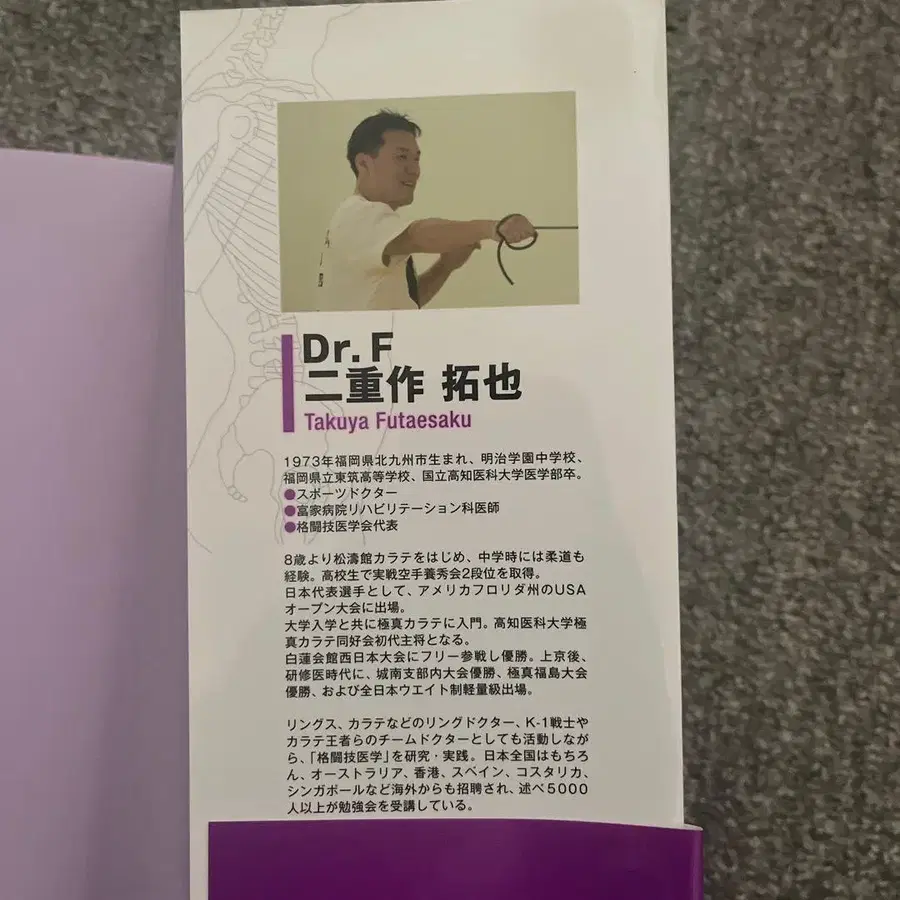 Dr. F
二重作 拓也
Takuya Futaesaku
1973年福岡県北九州市生まれ、明治学園中学校、
福岡県立東筑高等学校、国立高知医科大学医学部卒。
●スポーツドクター
●富家病院リハビリテーション科医師
●格闘技医学会代表
8歳より松濤館カラテをはじめ、中学時には柔道も
経験。高校生で実戦空手養秀会2段位を取得。
日本代表選手として、アメリカフロリダ州のUSA
オープン大会に出場。
大学入学と共に極真カラテに入門。高知医科大学極
真カラテ同好会初代主将となる。
白蓮会館西日本大会にフリー参戦し優勝。上京後、
研修医時代に、城南支部内大会優勝、極真福島大会
優勝、および全日本ウエイト制軽量級出場。
リングス、カラテなどのリングドクター、K-1戦士や
カラテ王者らのチームドクターとしても活動しなが
ら、「格闘技医学」を研究・実践。日本全国はもちろ
ん、オーストラリア、香港、スペイン、コスタリカ、
シンガポールなど海外からも招聘され、述べ5000
人以上が勉強会を受講している。